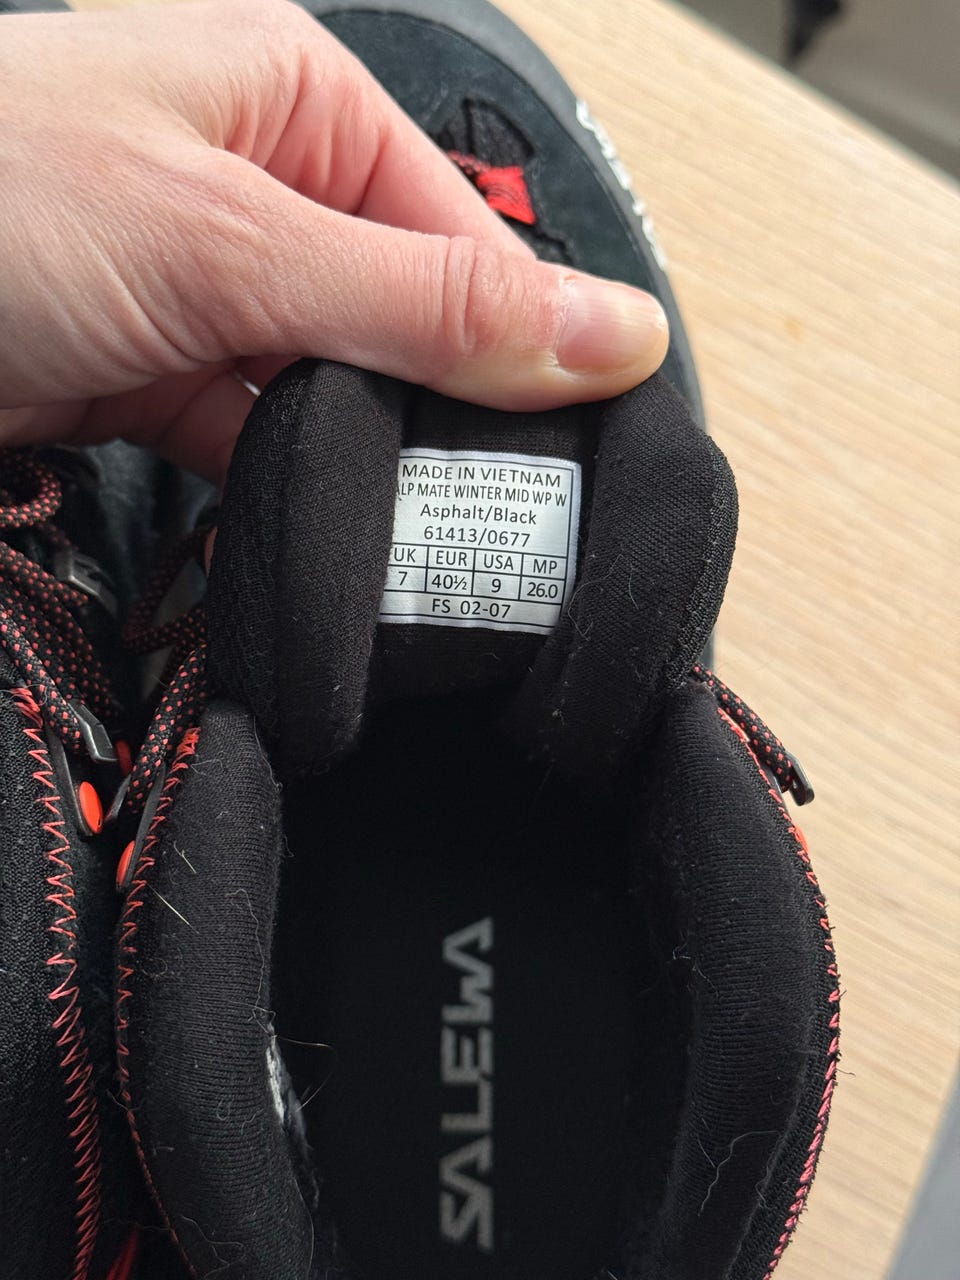 MADE IN VIETNAM
ALP MATE WINTER MID WP W
Asphalt/Black
61413/0677
UK EUR USA MP
7 40½ 9 26.0
FS 02-07
SALEWA